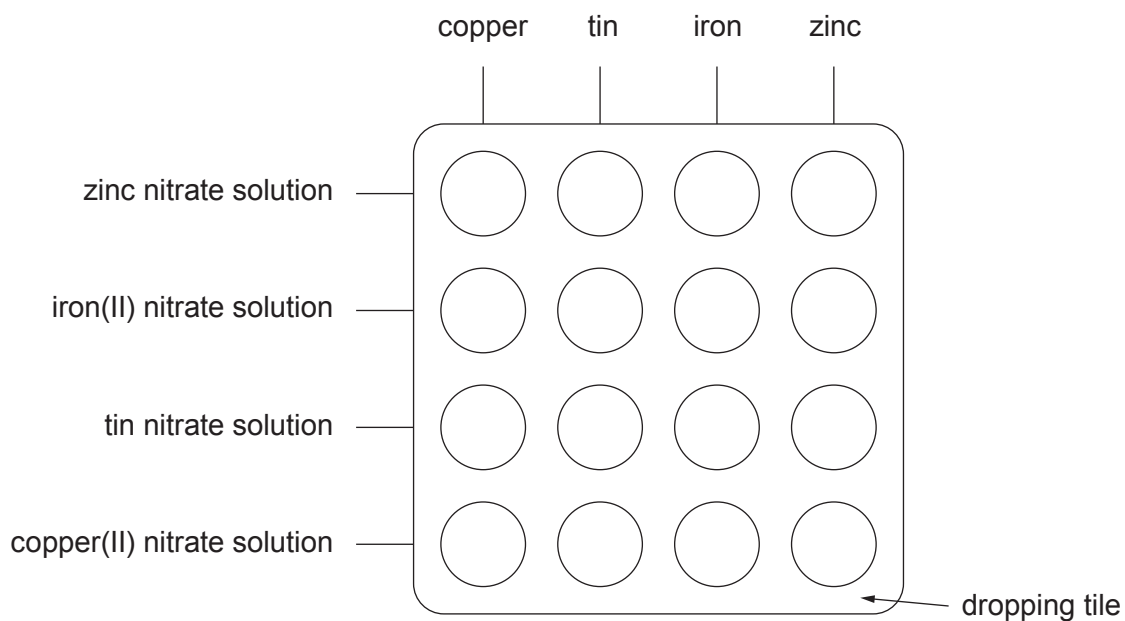 copper tin iron zinc
zinc nitrate solution
iron(II) nitrate solution
tin nitrate solution
copper(II) nitrate solution
dropping tile